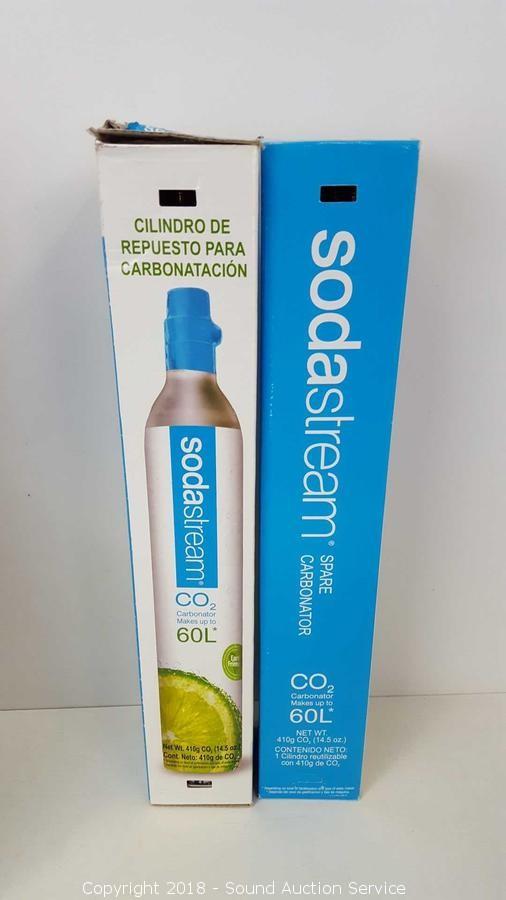 CILINDRO DE
REPUESTO PARA
CARBONATACIÓN
sodastream®
CO₂
Carbonator
Makes up to
60L*
Net Wt. 410g CO₂ (14.5 oz.)
Cont. Neto: 410g de CO₂
sodastream®
SPARE
CARBONATOR
CO₂
Carbonator
Makes up to
60L*
NET WT.
410g CO₂ (14.5 oz.)
CONTENIDO NETO:
1 Cilindro reutilizable
con 410g de CO₂
Copyright 2018 - Sound Auction Service